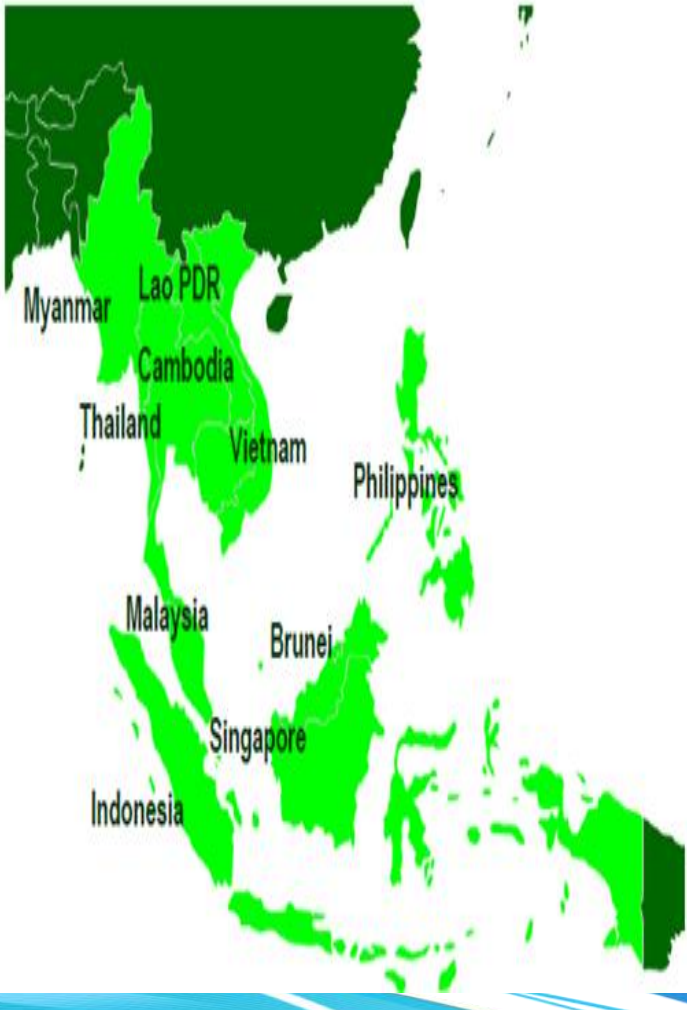 Lao PDR
Myanmar
Cambodia
Thailand
Vietnam
Philippines
Malaysia
Brunei
Singapore
Indonesia